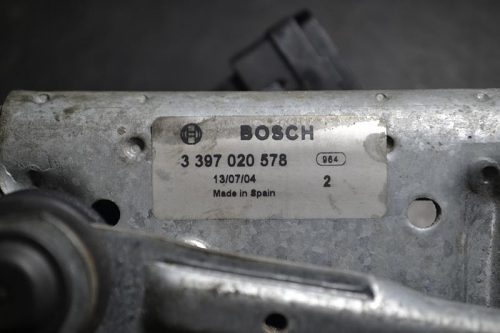 BOSCH
3 397 020 578 964
13/07/04 2
Made in Spain